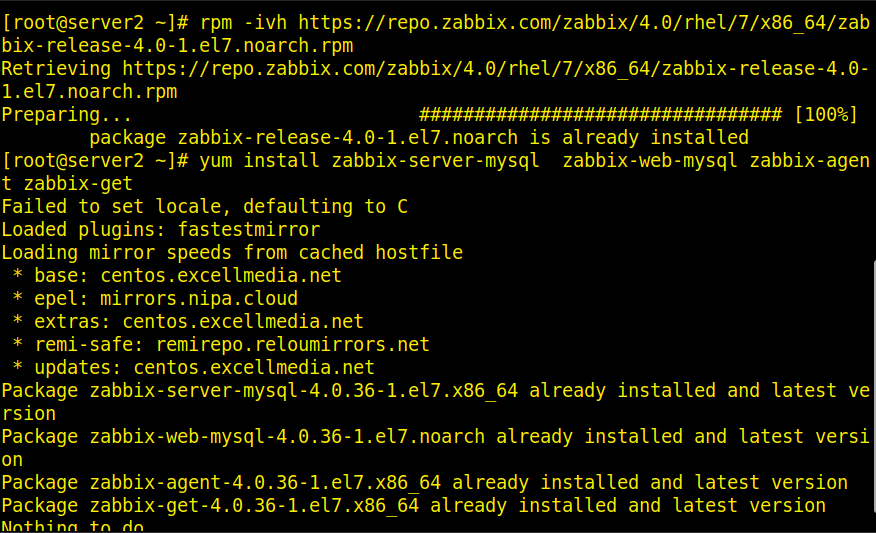 [root@server2 ~]# rpm -ivh https://repo.zabbix.com/zabbix/4.0/rhel/7/x86_64/zab
bix-release-4.0-1.el7.noarch.rpm
Retrieving https://repo.zabbix.com/zabbix/4.0/rhel/7/x86_64/zabbix-release-4.0-
1.el7.noarch.rpm
Preparing...                          ################################# [100%]
        package zabbix-release-4.0-1.el7.noarch is already installed
[root@server2 ~]# yum install zabbix-server-mysql  zabbix-web-mysql zabbix-agen
t zabbix-get
Failed to set locale, defaulting to C
Loaded plugins: fastestmirror
Loading mirror speeds from cached hostfile
 * base: centos.excellmedia.net
 * epel: mirrors.nipa.cloud
 * extras: centos.excellmedia.net
 * remi-safe: remirepo.reloumirrors.net
 * updates: centos.excellmedia.net
Package zabbix-server-mysql-4.0.36-1.el7.x86_64 already installed and latest ve
rsion
Package zabbix-web-mysql-4.0.36-1.el7.noarch already installed and latest versi
on
Package zabbix-agent-4.0.36-1.el7.x86_64 already installed and latest version
Package zabbix-get-4.0.36-1.el7.x86_64 already installed and latest version
Nothing to do